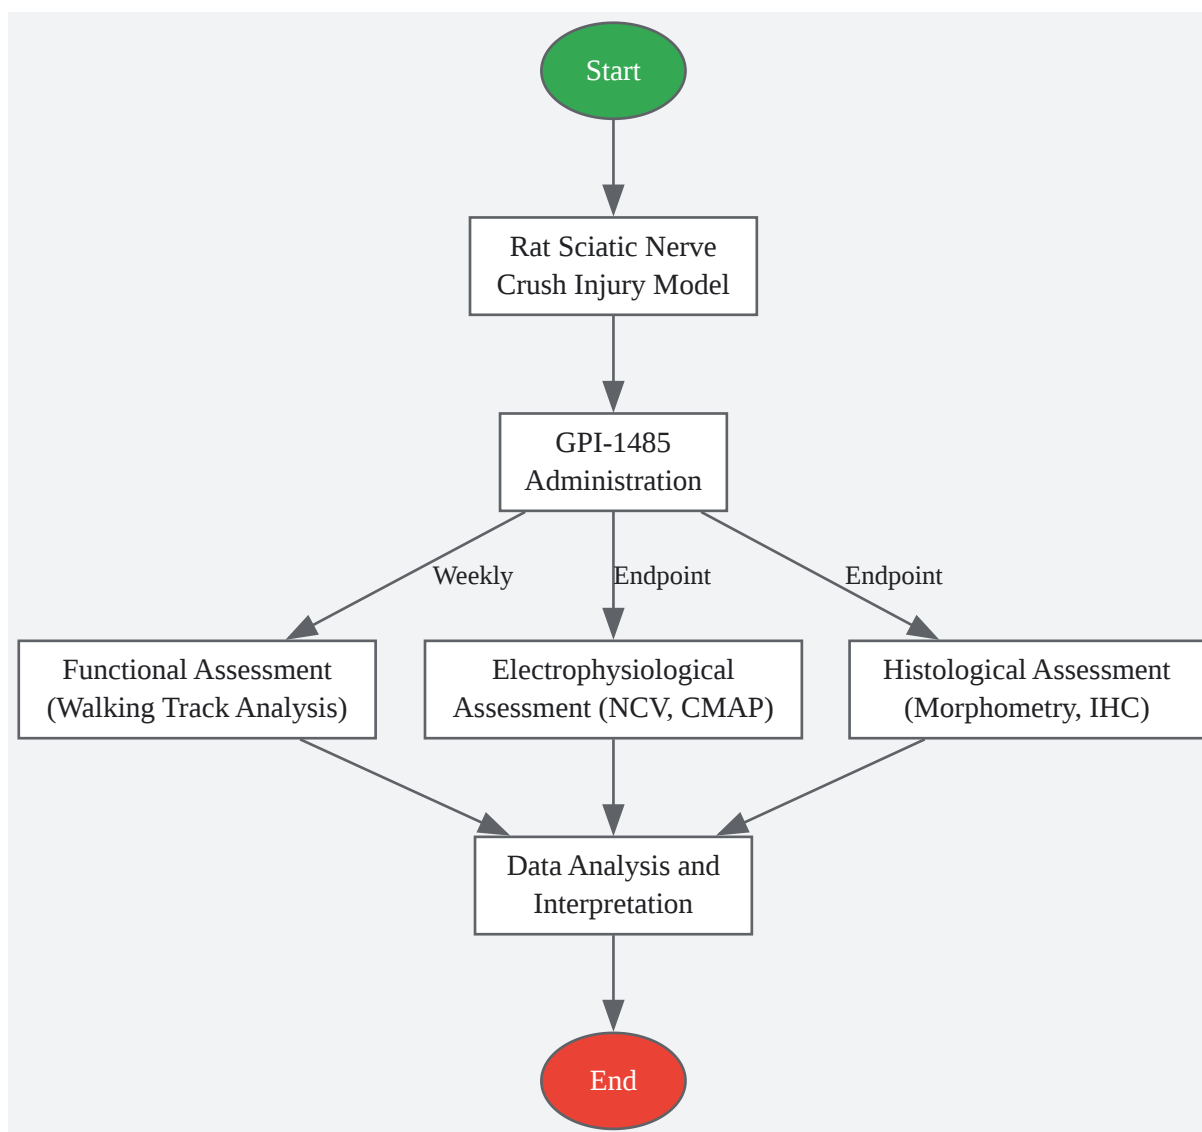 Start
Rat Sciatic Nerve
Crush Injury Model
GPI-1485
Administration
Weekly
Endpoint
Endpoint
Functional Assessment
(Walking Track Analysis)
Electrophysiological
Assessment (NCV, CMAP)
Histological Assessment
(Morphometry, IHC)
Data Analysis and
Interpretation
End